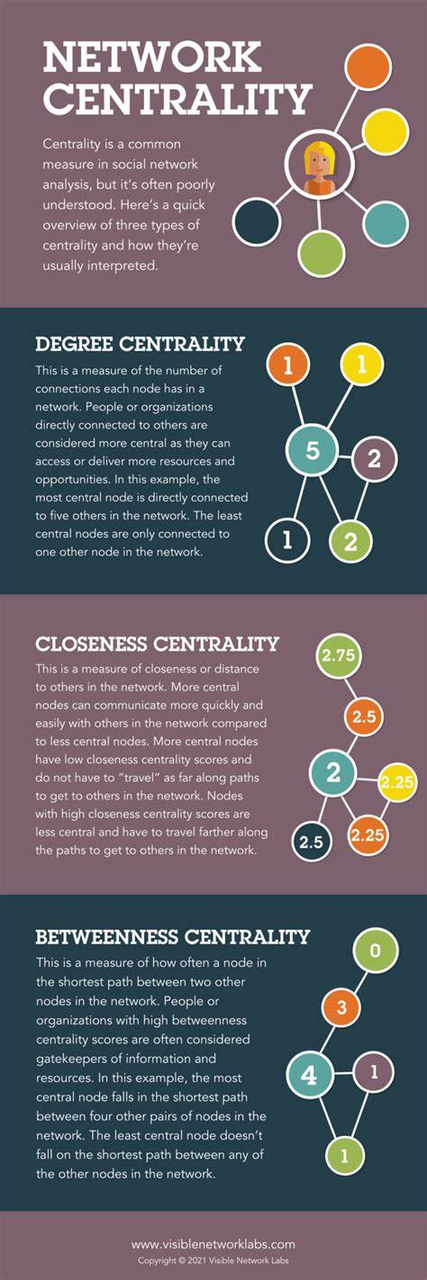 NETWORK
CENTRALITY
Centrality is a common
measure in social network
analysis, but it's often poorly
understood. Here's a quick
overview of three types of
centrality and how they're
usually interpreted.
DEGREE CENTRALITY
This is a measure of the number of
connections each node has in a
network. People or organizations
directly connected to others are
considered more central as they can
access or deliver more resources and
opportunities. In this example, the
most central node is directly connected
to five others in the network. The least
central nodes are only connected to
one other node in the network.
1
1
5
2
1
2
CLOSENESS CENTRALITY
This is a measure of closeness or distance
to others in the network. More central
nodes can communicate more quickly and
easily with others in the network compared
to less central nodes. More central nodes
have low closeness centrality scores and
do not have to "travel" as far along paths
to get to others in the network. Nodes
with high closeness centrality scores are
less central and have to travel farther along
the paths to get to others in the network.
2.75
2.5
2
2.25
2.5
2.25
BETWEENNESS CENTRALITY
This is a measure of how often a node in
the shortest path between two other
nodes in the network. People or
organizations with high betweenness
centrality scores are often considered
gatekeepers of information and
resources. In this example, the most
central node falls in the shortest path
between four other pairs of nodes in the
network. The least central node doesn't
fall on the shortest path between any of
the other nodes in the network.
0
3
4
1
1
www.visiblenetworklabs.com
Copyright © 2021 Visible Network Labs